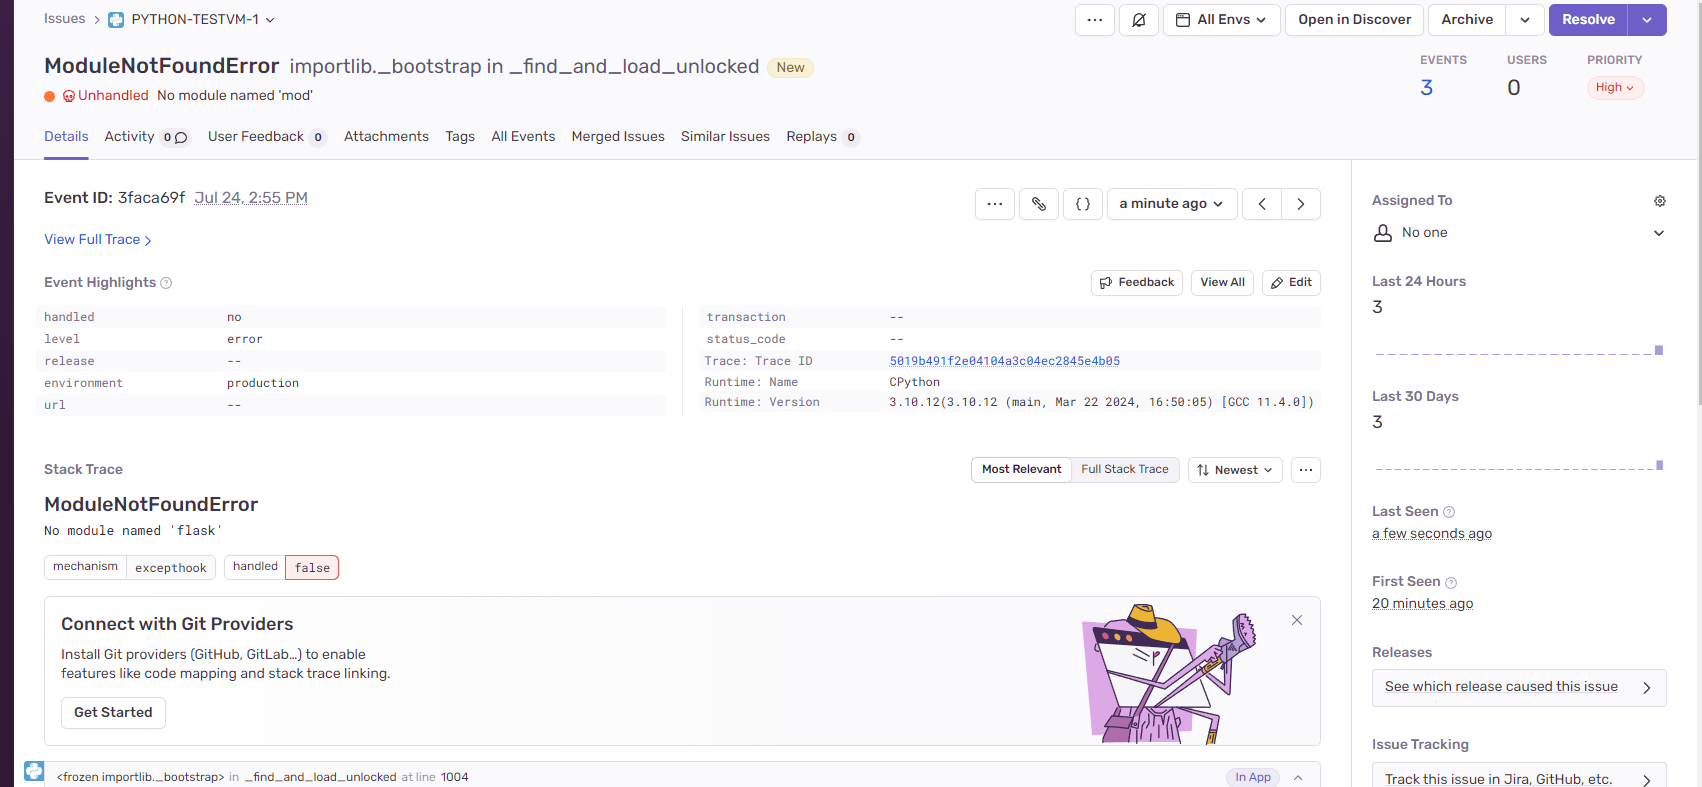 Issues > PYTHON-TESTVM-1
All Envs
Open in Discover
Archive
Resolve
ModuleNotFoundError importlib._bootstrap in _find_and_load_unlocked New
EVENTS USERS PRIORITY
3 0 High
Unhandled No module named 'mod'
Details Activity 0 User Feedback 0 Attachments Tags All Events Merged Issues Similar Issues Replays 0
Event ID: 3faca69f Jul 24, 2:55 PM
... {} a minute ago < >
View Full Trace >
Event Highlights ?
Feedback View All Edit
handled no
level error
release --
environment production
url --
transaction --
status_code --
Trace: Trace ID 5019b491f2e04104a3c04ec2845e4b05
Runtime: Name CPython
Runtime: Version 3.10.12(3.10.12 (main, Mar 22 2024, 16:50:05) [GCC 11.4.0])
Stack Trace
Most Relevant Full Stack Trace Newest ...
ModuleNotFoundError
No module named 'flask'
mechanism excepthook handled false
Connect with Git Providers
Install Git providers (GitHub, GitLab…) to enable
features like code mapping and stack trace linking.
Get Started
<frozen importlib._bootstrap> in _find_and_load_unlocked at line 1004
In App
Assigned To
No one
Last 24 Hours
3
Last 30 Days
3
Last Seen ?
a few seconds ago
First Seen ?
20 minutes ago
Releases
See which release caused this issue >
Issue Tracking
Track this issue in Jira, GitHub, etc. >